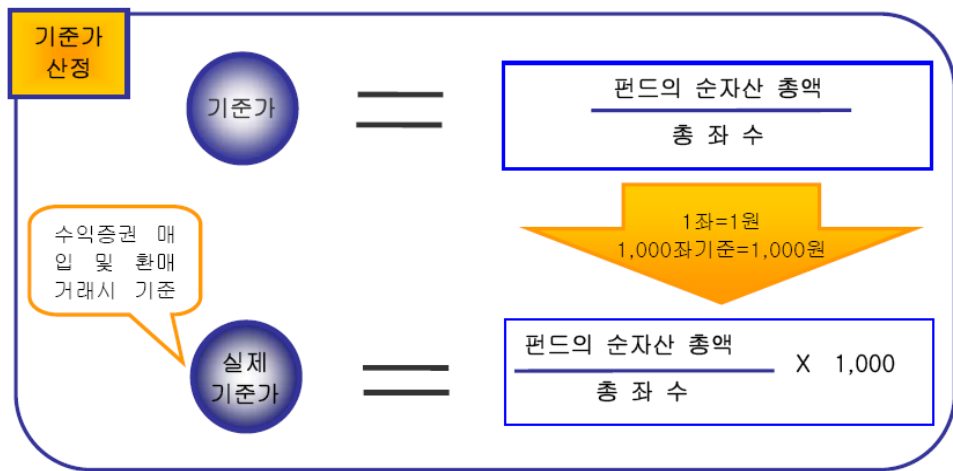 기준가
산정
기준가
펀드의 순자산 총액
총 좌 수
1좌=1원
1,000좌기준=1,000원
수익증권 매
입 및 환매
거래시 기준
실제
기준가
펀드의 순자산 총액
총 좌 수
X 1,000